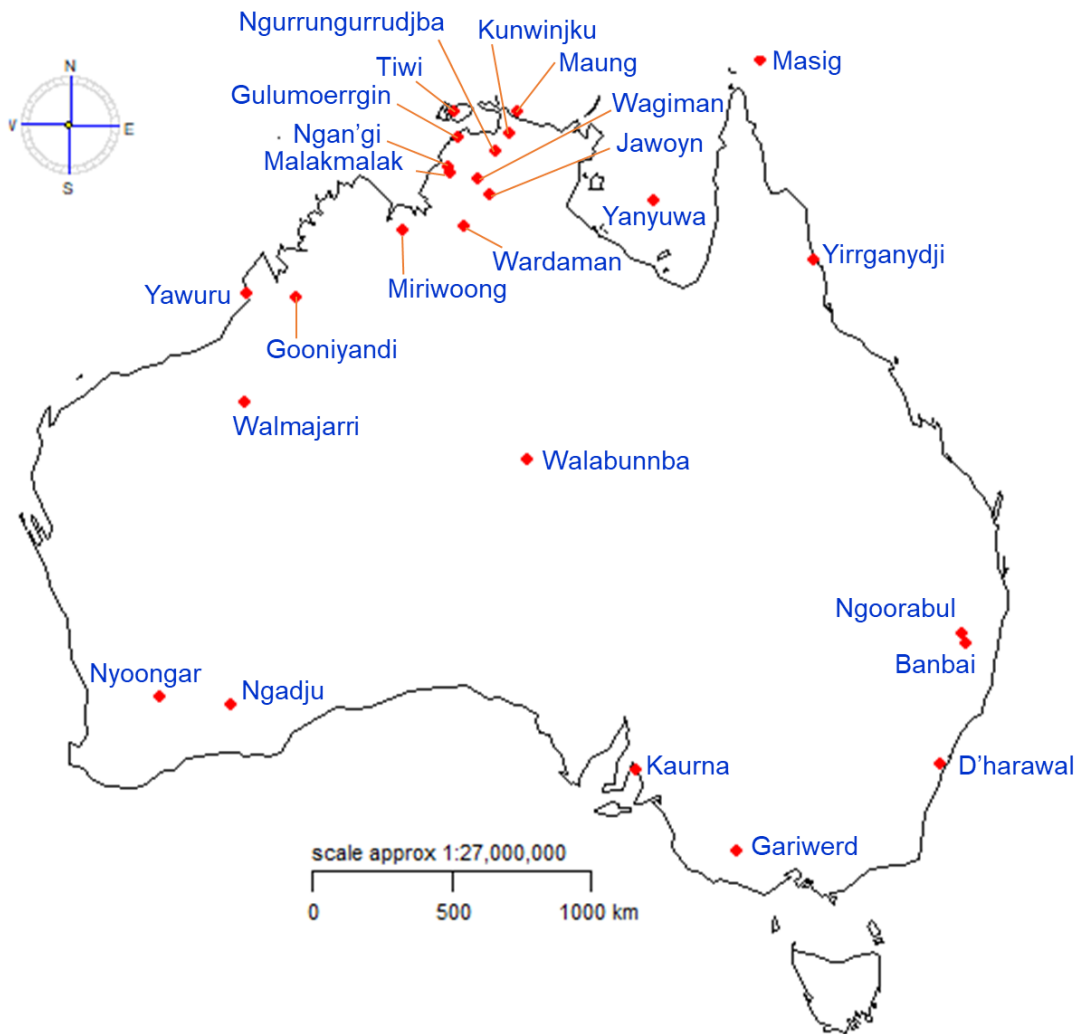 Ngurrungurrudjba
Kunwinjku
Tiwi
Maung
Masig
N
Gulumoerrgin
Wagiman
W
E
Ngan'gi
Jawoyn
Malakmalak
S
Yanyuwa
Wardaman
Yirrganydji
Miriwoong
Yawuru
Gooniyandi
Walmajarri
Walabunnba
Ngoorabul
Banbai
Nyoongar
Ngadju
Kaurna
D'harawal
Gariwerd
scale approx 1:27,000,000
0 500 1000 km